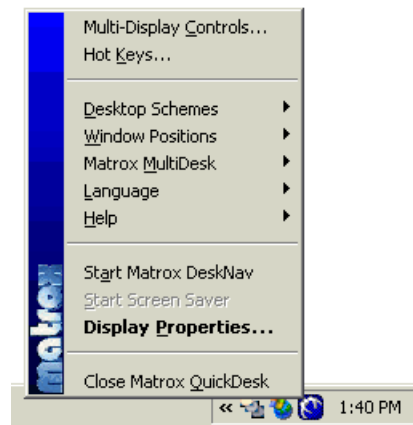 Multi-Display Controls...
Hot Keys...
Desktop Schemes
Window Positions
Matrox MultiDesk
Language
Help
Start Matrox DeskNav
Start Screen Saver
Display Properties...
Close Matrox QuickDesk
matrox
« 1:40 PM